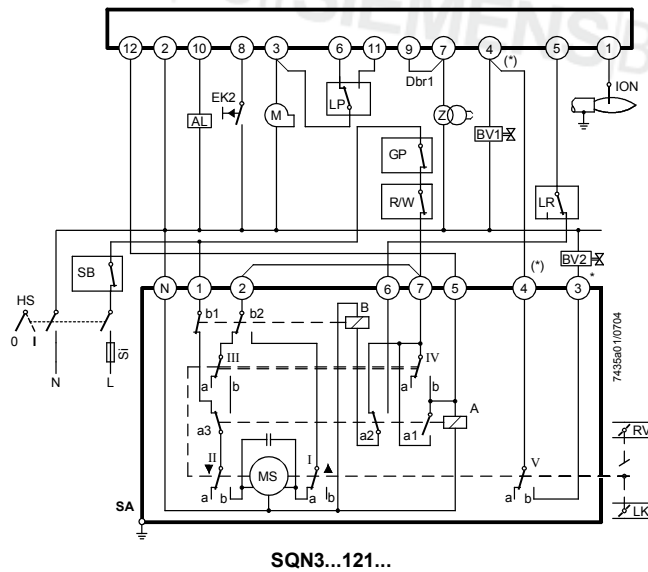 SIEMENS
12 2 10 8 3 6 11 9 7 4 (*) 5 1
Dbr1
ION
EK2
LP
AL
M
Z
BV1
GP
R/W
LR
SB
BV2
(*)
*
HS
N 1 2 6 7 5 4 3
0 I
Si
N L
b1 b2 B
III IV
a b a b
A
a3 a2 a1
II I V
a b MS a b a b
SA
RV
LK
7435a01/0704
SQN3...121...